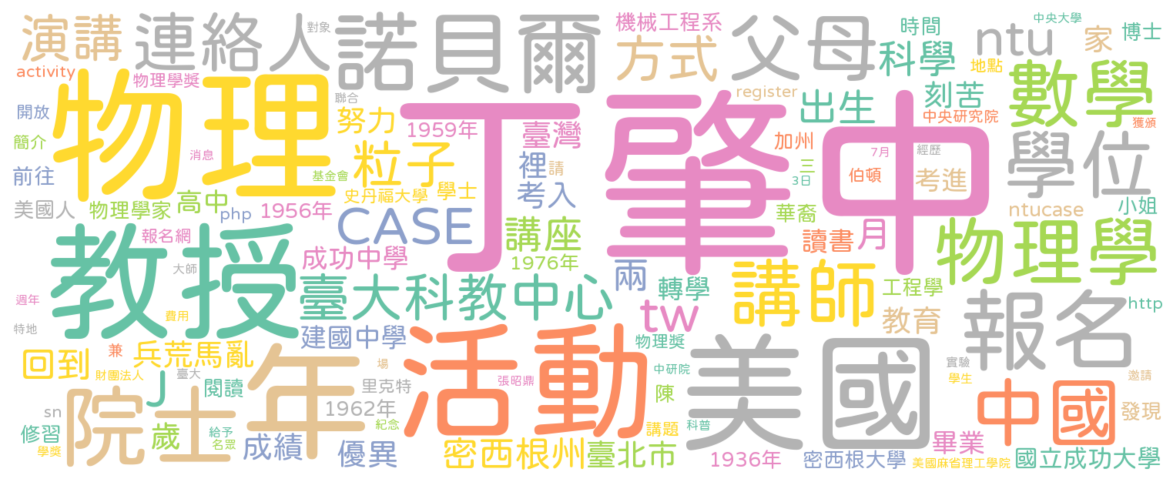 演講
連絡人
諾貝爾
對象
父母
機械工程系
方式
ntu
時間
科學
中央大學
家
博士
地點
activity
物理學獎
物理
丁肇中
聯合
努力
1959年
臺灣
register
出生
刻苦
中央研究院
數學
獲頒
開放
簡介
消息
粒子
基金會
裡
請
加州
7月
三
3日
伯頓
經歷
考進
學位
前往
美國人
物理學家
高中
php
1956年
史丹福大學
學士
考入
CASE
講座
華裔
讀書
月
ntucase
小姐
物理學
教授
報名網
大師
成功中學
1976年
兩
轉學
tw
講師
工程學
教育
臺大科教中心
報名
http
週年
特地
費用
建國中學
回到
兼
兵荒馬亂
年
活動
物理獎
美國
中國
場
張昭鼎
中研院
實驗
學生
邀請
財團法人
臺大
J
閱讀
里克特
陳
發現
sn
院士
1962年
紀念
講題
科普
修習
歲
給予
名眾
成績
優異
學獎
密西根州
臺北市
1936年
密西根大學
畢業
美國麻省理工學院
國立成功大學